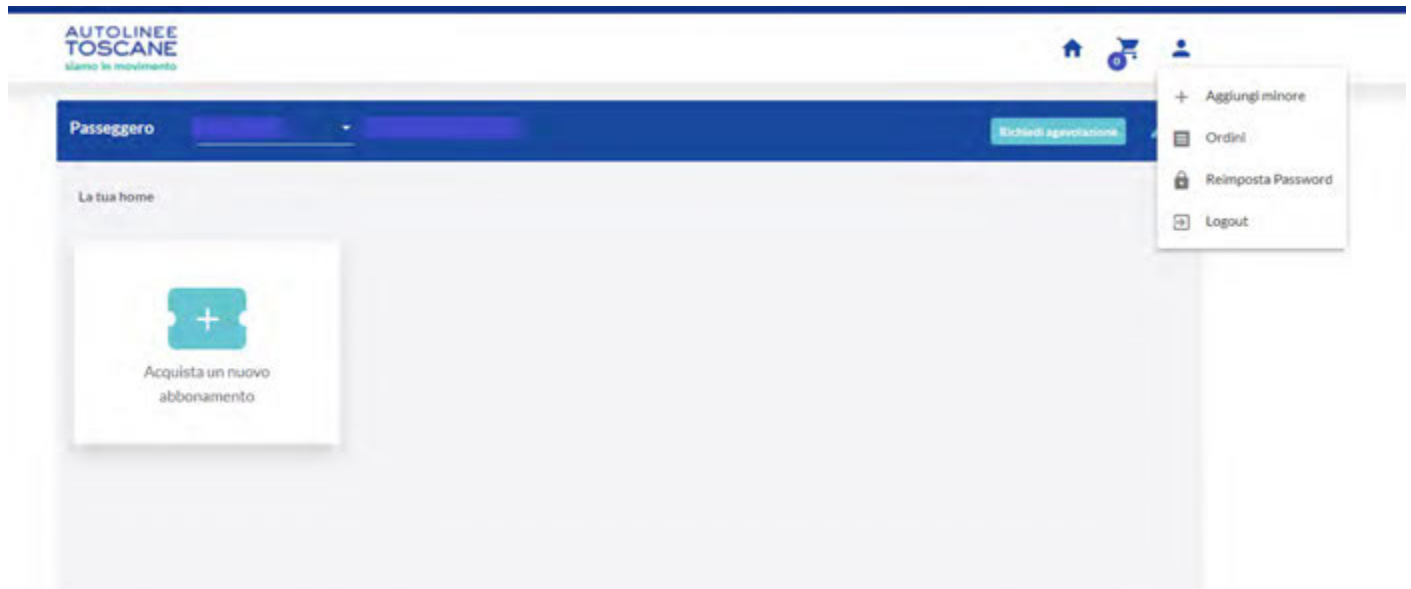 AUTOLINEE
TOSCANE
siamo in movimento
0
Aggiungi minore
Passeggero
Richiedi agevolazione
Ordini
Reimposta Password
La tua home
Logout
Acquista un nuovo
abbonamento